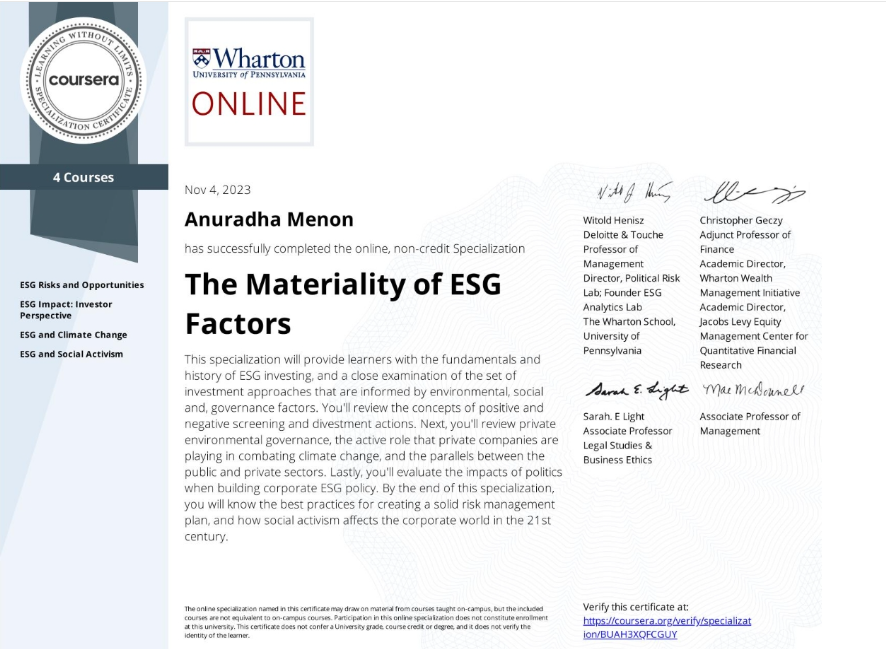 LEARNING WITHOUT LIMITS
coursera
SPECIALIZATION CERTIFICATE
4 Courses
ESG Risks and Opportunities
ESG Impact: Investor
Perspective
ESG and Climate Change
ESG and Social Activism
Wharton
UNIVERSITY of PENNSYLVANIA
ONLINE
Nov 4, 2023
Anuradha Menon
has successfully completed the online, non-credit Specialization
The Materiality of ESG
Factors
This specialization will provide learners with the fundamentals and
history of ESG investing, and a close examination of the set of
investment approaches that are informed by environmental, social
and, governance factors. You'll review the concepts of positive and
negative screening and divestment actions. Next, you'll review private
environmental governance, the active role that private companies are
playing in combating climate change, and the parallels between the
public and private sectors. Lastly, you'll evaluate the impacts of politics
when building corporate ESG policy. By the end of this specialization,
you will know the best practices for creating a solid risk management
plan, and how social activism affects the corporate world in the 21st
century.
Witold Henisz
Deloitte & Touche
Professor of
Management
Director, Political Risk
Lab; Founder ESG
Analytics Lab
The Wharton School,
University of
Pennsylvania
Christopher Geczy
Adjunct Professor of
Finance
Academic Director,
Wharton Wealth
Management Initiative
Academic Director,
Jacobs Levy Equity
Management Center for
Quantitative Financial
Research
Sarah E. Light
Sarah. E Light
Associate Professor
Legal Studies &
Business Ethics
Mae McDonnell
Associate Professor of
Management
The online specialization named in this certificate may draw on material from courses taught on-campus, but the included
courses are not equivalent to on-campus courses. Participation in this online specialization does not constitute enrollment
at this university. This certificate does not confer a University grade, course credit or degree, and it does not verify the
identity of the learner.
Verify this certificate at:
https://coursera.org/verify/specializat
ion/BUAH3XQFCGUY